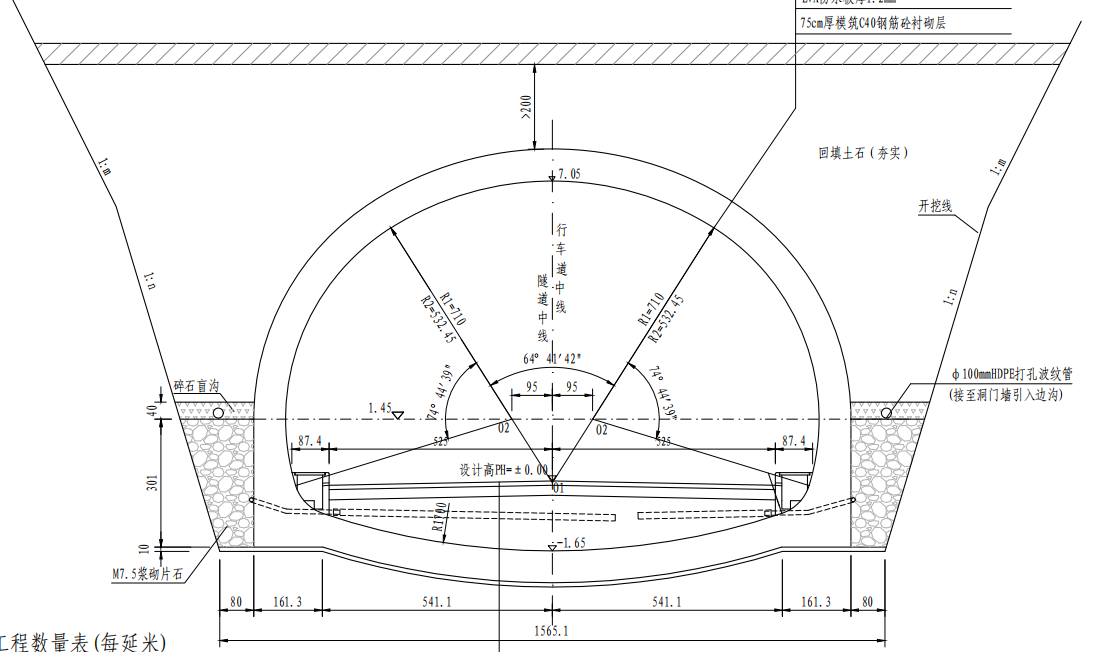 75cm厚模筑C40钢筋砼衬砌层
>200
回填土石(夯实)
1:m
1:m
7.05
开挖线
行车道中线
隧道中线
1:n
1:n
R1=710
R2=532.45
R1=710
R2=532.45
64° 41′42″
74° 44′39″
74° 44′39″
95
95
碎石盲沟
φ100mmHDPE打孔波纹管
(接至洞门墙引入边沟)
40
1.45
O2
O2
87.4
525
525
87.4
设计高PH=±0.00
O1
301
R1700
-1.65
10
M7.5浆砌片石
80
161.3
541.1
541.1
161.3
80
1565.1
工程数量表(每延米)